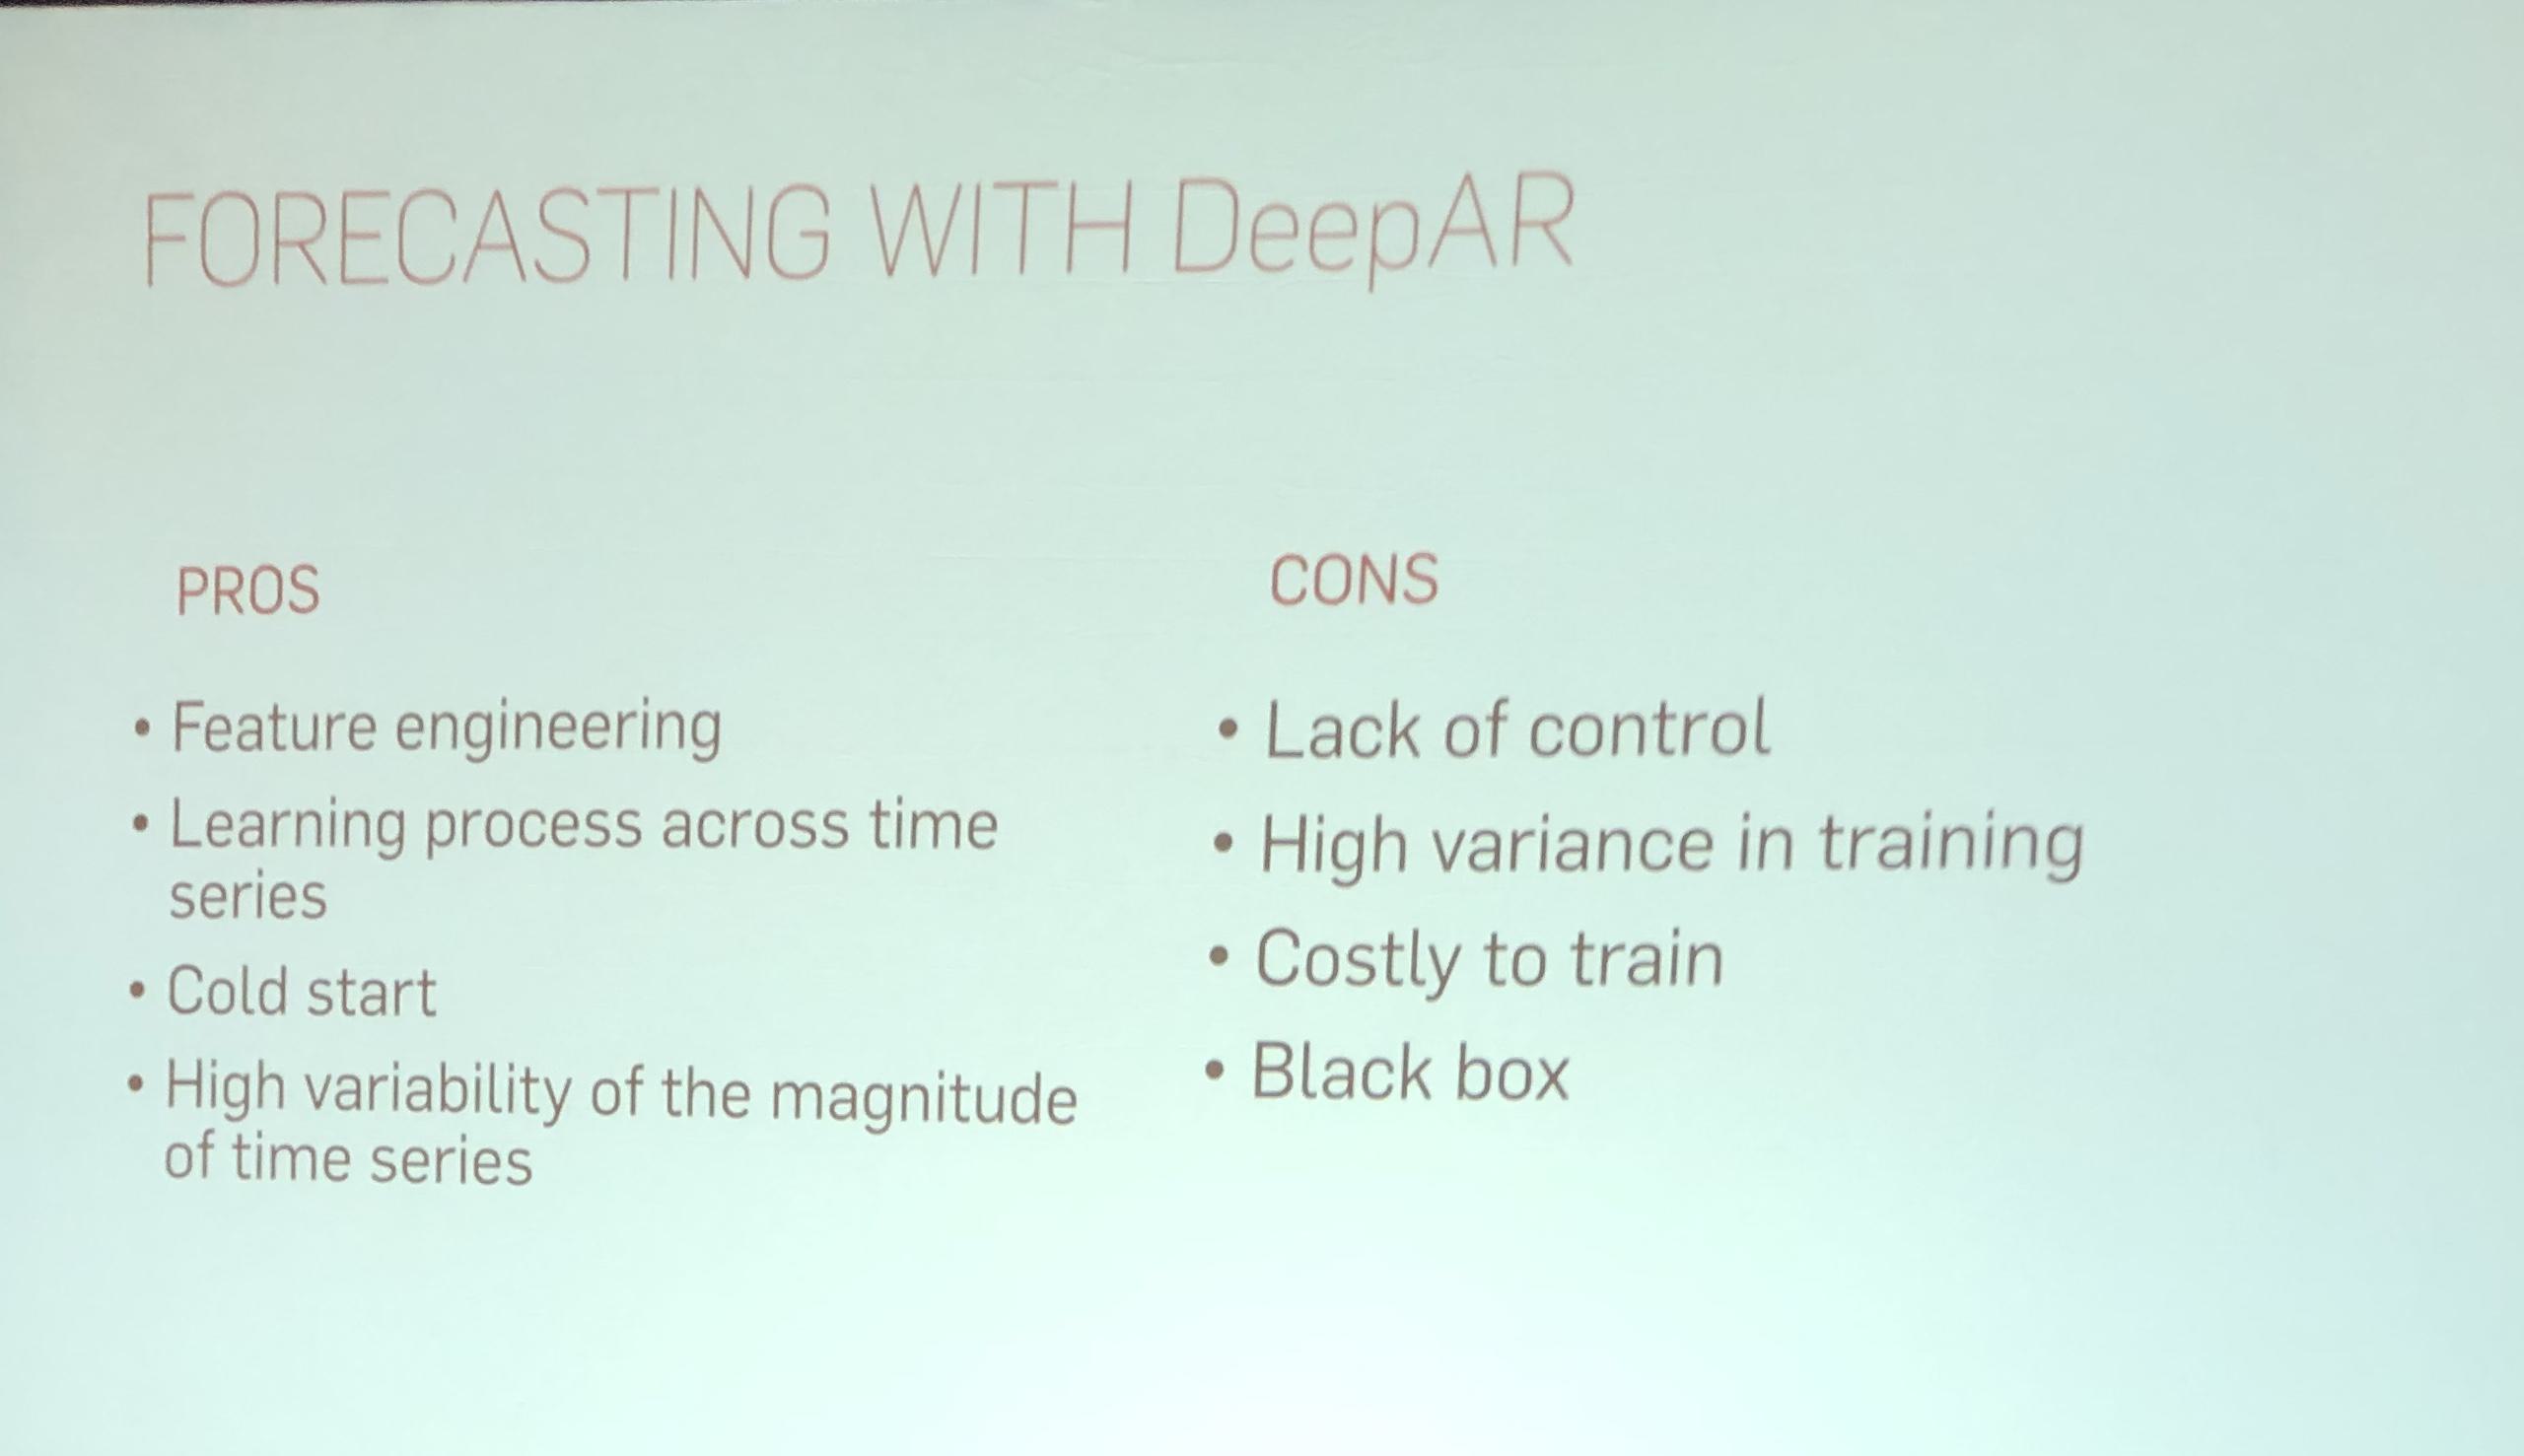 FORECASTING WITH DeepAR
PROS
• Feature engineering
• Learning process across time
series
• Cold start
• High variability of the magnitude
of time series
CONS
• Lack of control
• High variance in training
• Costly to train
• Black box